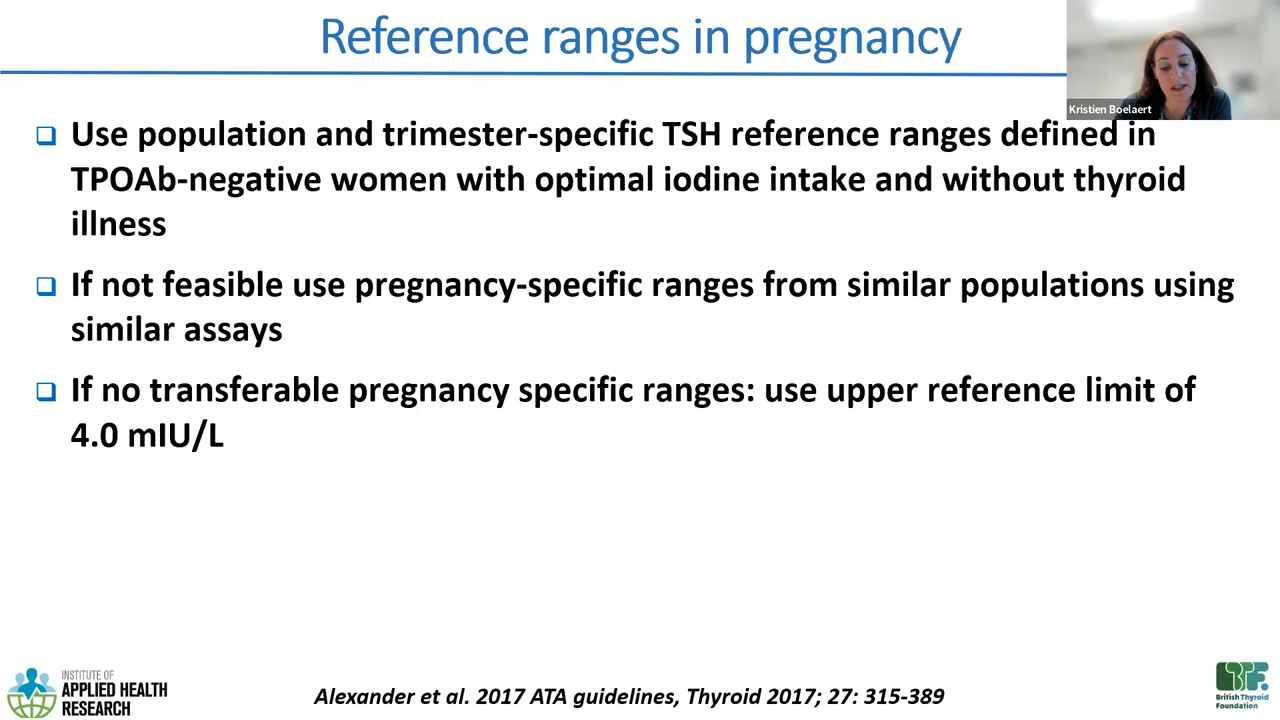 Reference ranges in pregnancy
Kristien Boelaert
❑ Use population and trimester-specific TSH reference ranges defined in
TPOAb-negative women with optimal iodine intake and without thyroid
illness
❑ If not feasible use pregnancy-specific ranges from similar populations using
similar assays
❑ If no transferable pregnancy specific ranges: use upper reference limit of
4.0 mIU/L
INSTITUTE OF
APPLIED HEALTH
RESEARCH
Alexander et al. 2017 ATA guidelines, Thyroid 2017; 27: 315-389
BTF.
British Thyroid
Foundation